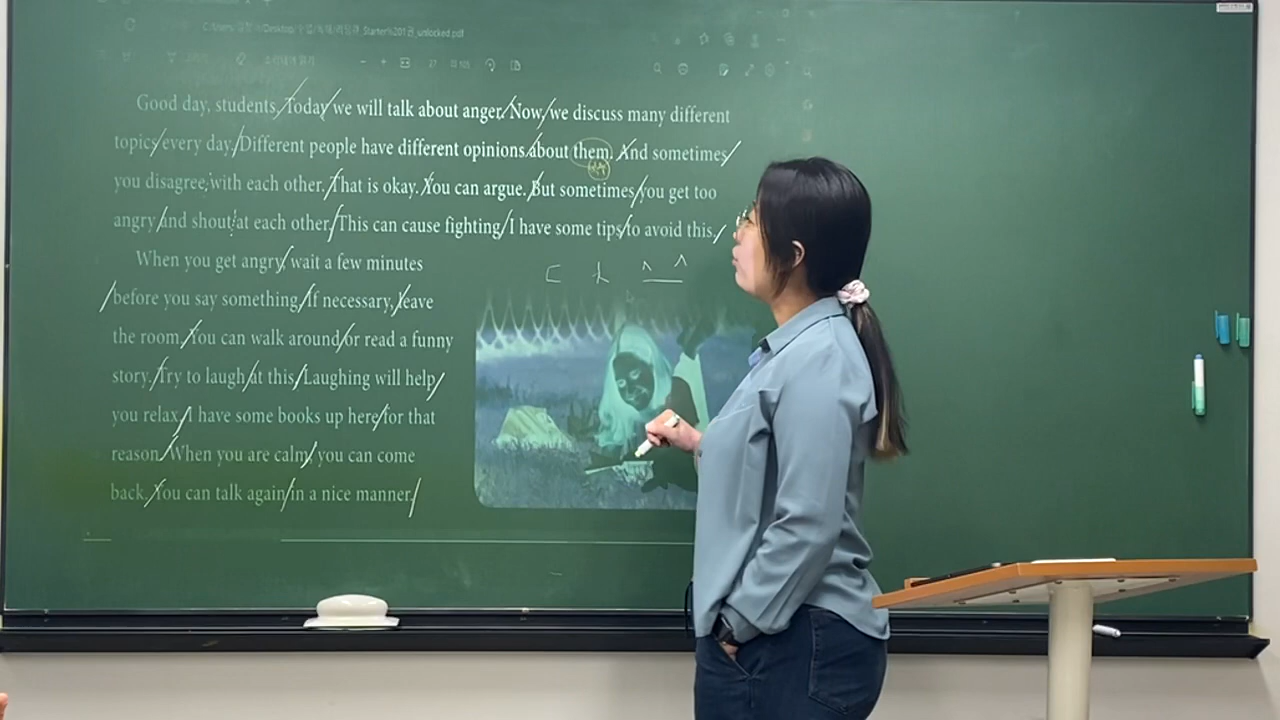 Good day, students. Today we will talk about anger. Now, we discuss many different
topics every day. Different people have different opinions about them. And sometimes
you disagree with each other. That is okay. You can argue. But sometimes you get too
angry and shout at each other. This can cause fighting. I have some tips to avoid this.
When you get angry, wait a few minutes
before you say something. If necessary, leave
the room. You can walk around or read a funny
story. Try to laugh at this. Laughing will help
you relax. I have some books up here for that
reason. When you are calm, you can come
back. You can talk again in a nice manner.